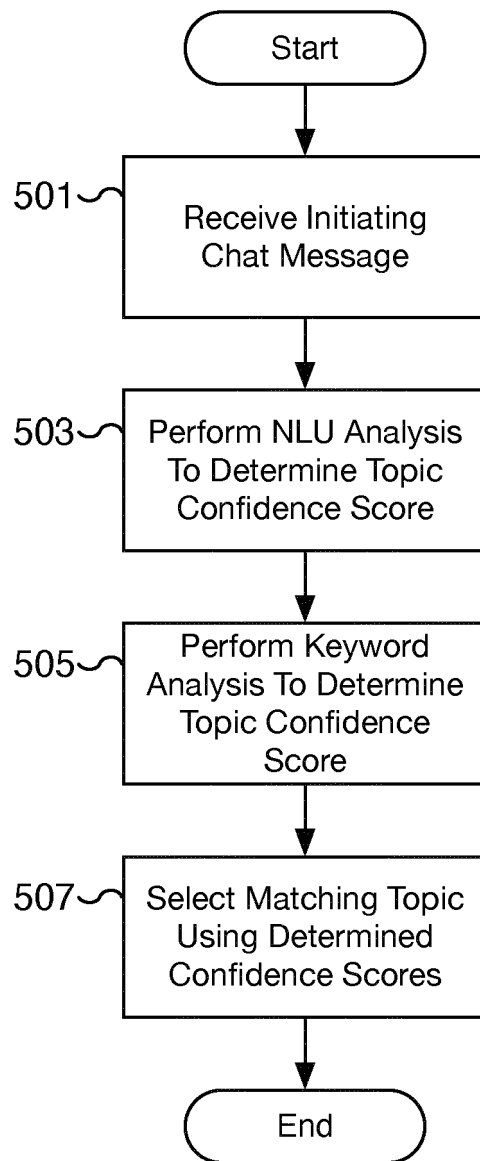 Start
501
Receive Initiating
Chat Message
503
Perform NLU Analysis
To Determine Topic
Confidence Score
505
Perform Keyword
Analysis To Determine
Topic Confidence
Score
507
Select Matching Topic
Using Determined
Confidence Scores
End